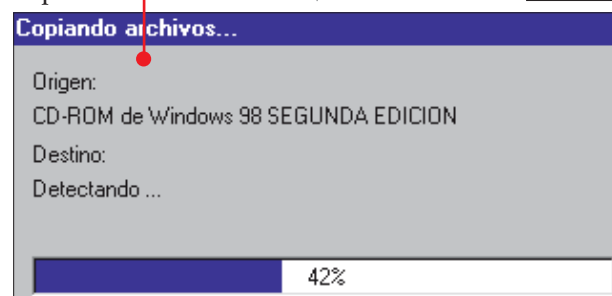 Copiando archivos...
Origen:
CD-ROM de Windows 98 SEGUNDA EDICION
Destino:
Detectando ...
42%